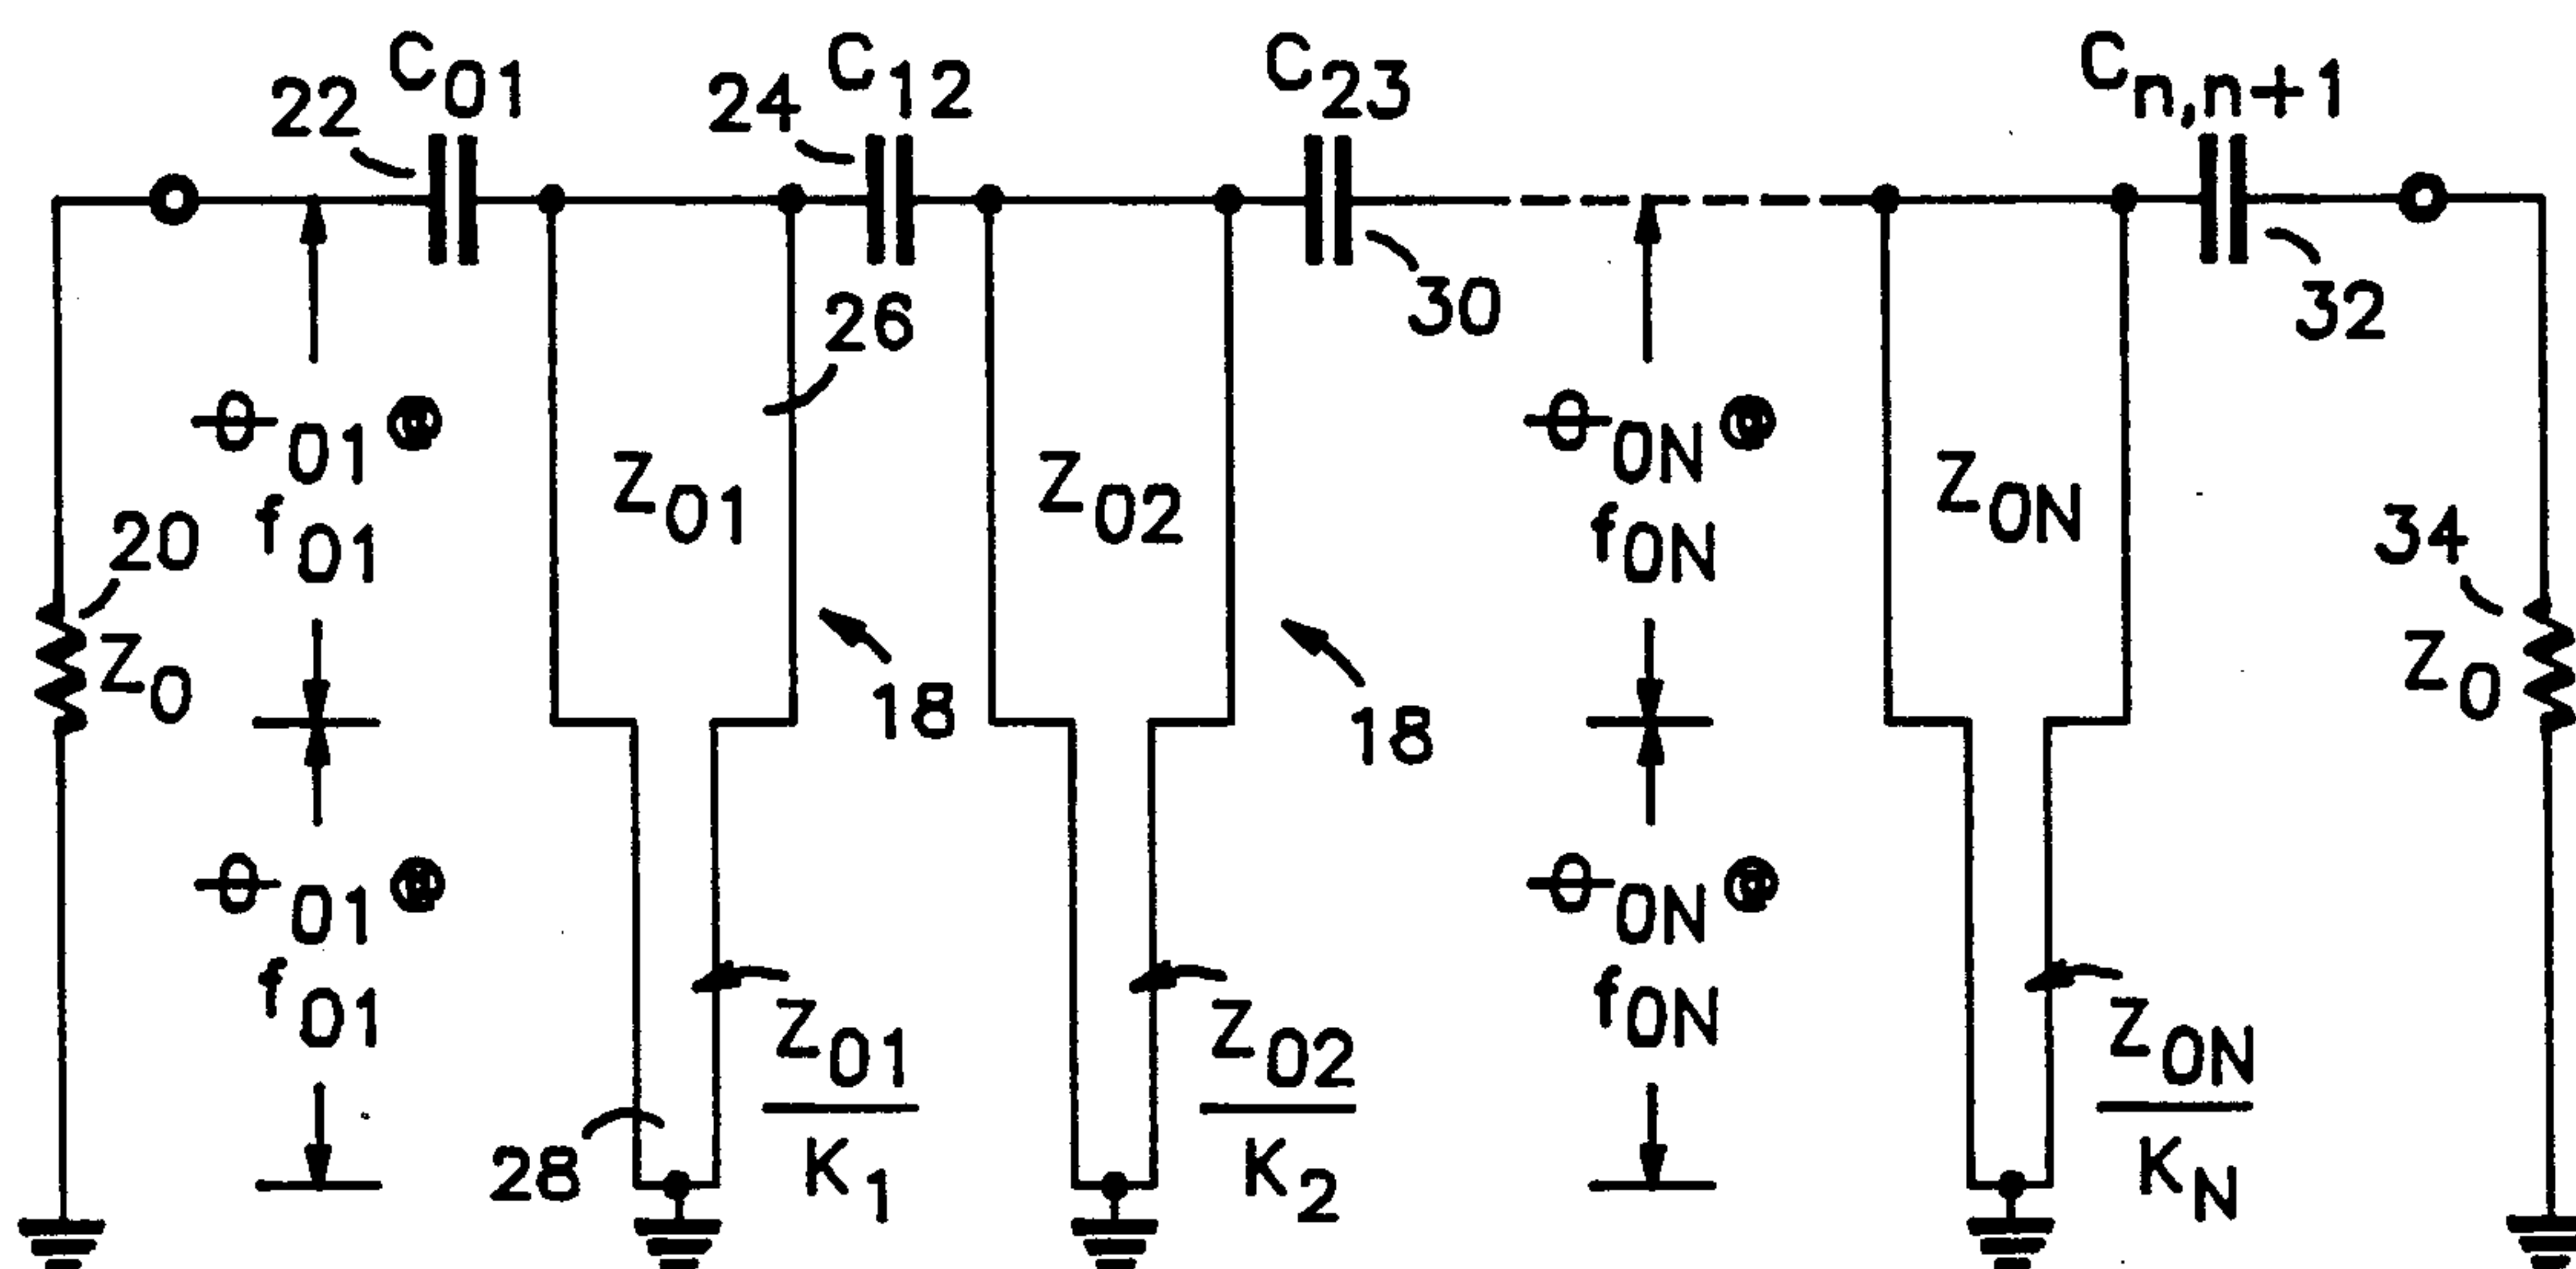 22 C01 24 C12 C23 Cn,n+1
26 30 32
θ01@ f01 Z01 Z02 θ0N@ f0N Z0N
20 Z0 18 18 34 Z0
θ01@ f01 θ0N@ f0N
28 Z01/K1 Z02/K2 Z0N/KN